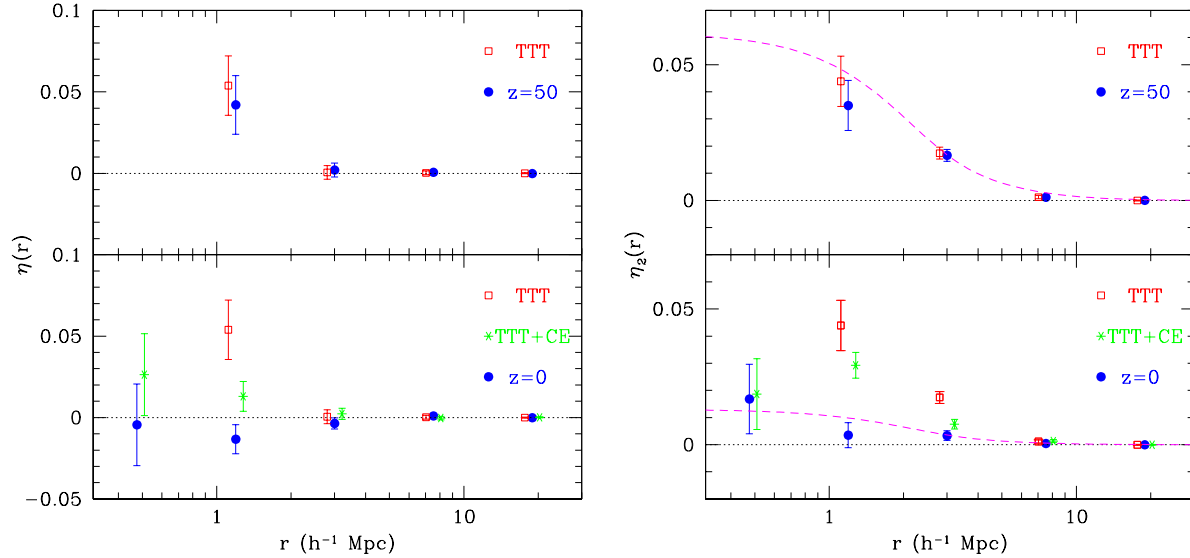 0.1
0.05
0
0.1
0.05
0
−0.05
η(r)
TTT
z=50
TTT
TTT+CE
z=0
1
10
r (h⁻¹ Mpc)
0.05
0
0.05
0
η₂(r)
TTT
z=50
TTT
TTT+CE
z=0
1
10
r (h⁻¹ Mpc)